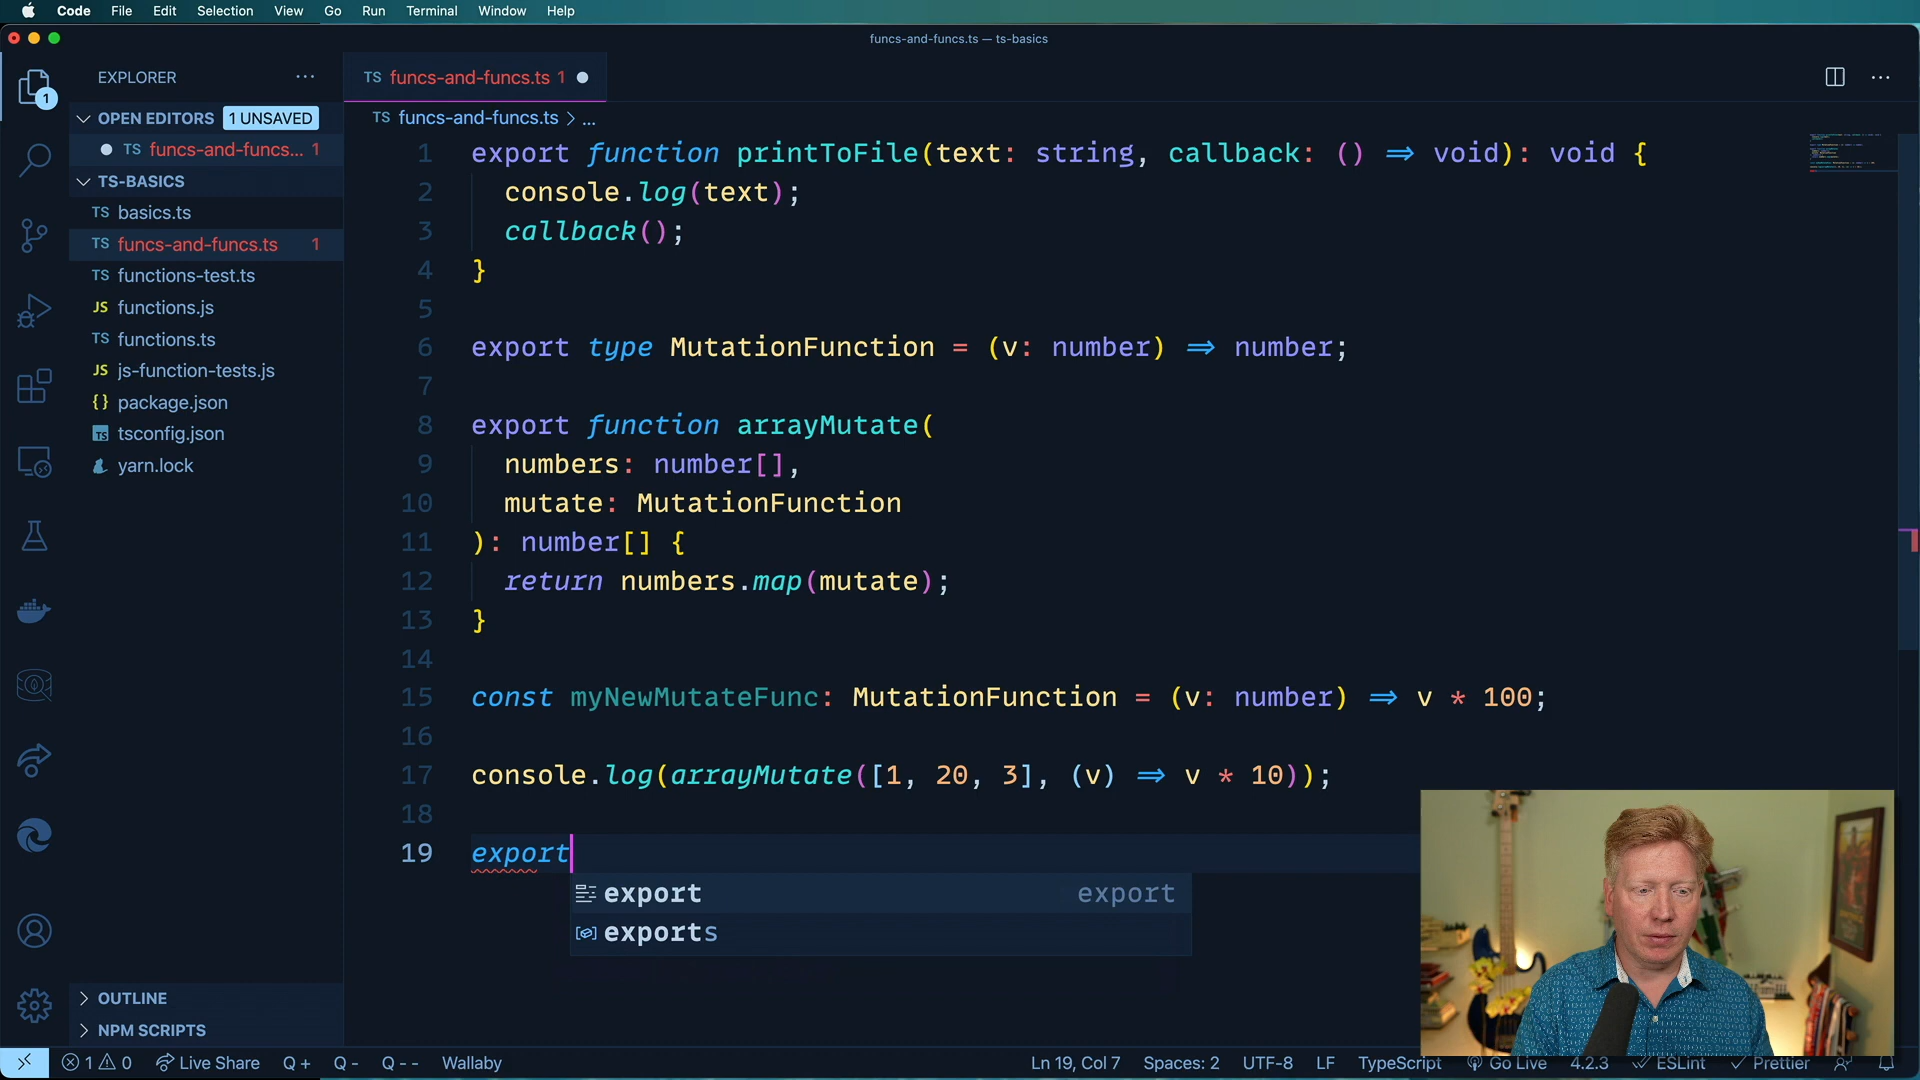 Code File Edit Selection View Go Run Terminal Window Help
funcs-and-funcs.ts — ts-basics
EXPLORER ...
1
OPEN EDITORS 1 UNSAVED
TS funcs-and-funcs... 1
TS-BASICS
TS basics.ts
TS funcs-and-funcs.ts 1
TS functions-test.ts
JS functions.js
TS functions.ts
JS js-function-tests.js
{} package.json
TS tsconfig.json
yarn.lock
OUTLINE
NPM SCRIPTS
TS funcs-and-funcs.ts 1
TS funcs-and-funcs.ts > ...
1 export function printToFile(text: string, callback: () => void): void {
2 console.log(text);
3 callback();
4 }
5
6 export type MutationFunction = (v: number) => number;
7
8 export function arrayMutate(
9 numbers: number[],
10 mutate: MutationFunction
11 ): number[] {
12 return numbers.map(mutate);
13 }
14
15 const myNewMutateFunc: MutationFunction = (v: number) => v * 100;
16
17 console.log(arrayMutate([1, 20, 3], (v) => v * 10));
18
19 export
export export
exports
1 0 Live Share Q + Q - Q - - Wallaby Ln 19, Col 7 Spaces: 2 UTF-8 LF TypeScript Go Live 4.2.3 ESLint Prettier